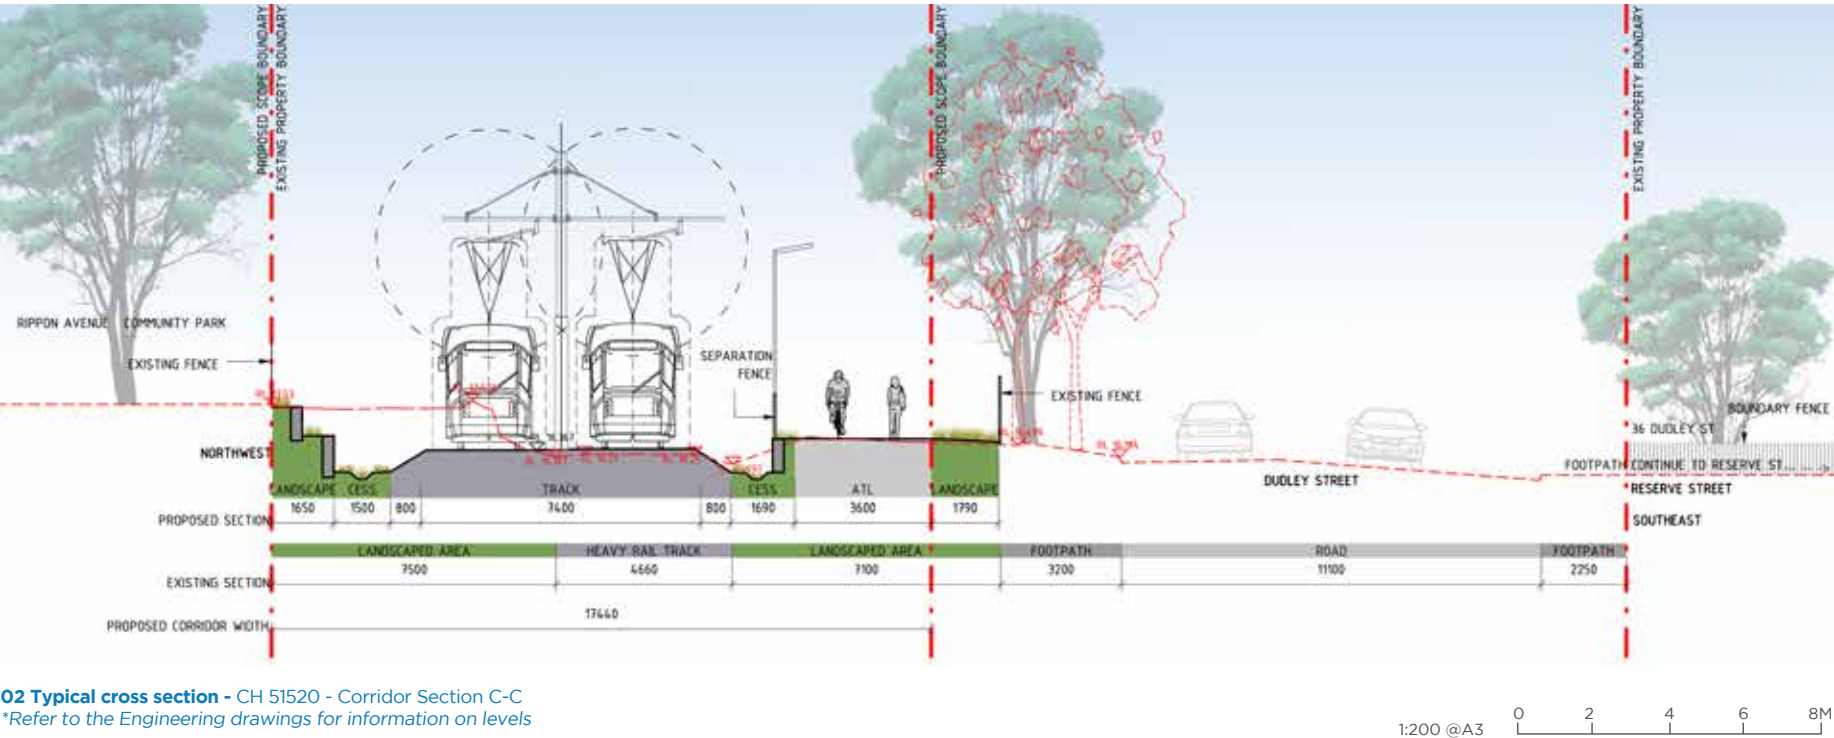 PROPOSED SCOPE BOUNDARY
EXISTING PROPERTY BOUNDARY
PROPOSED SCOPE BOUNDARY
EXISTING PROPERTY BOUNDARY
RIPPON AVENUE COMMUNITY PARK
EXISTING FENCE
SEPARATION
FENCE
EXISTING FENCE
BOUNDARY FENCE
36 DUDLEY ST
NORTHWEST
FOOTPATH CONTINUE TO RESERVE ST
DUDLEY STREET
RESERVE STREET
SOUTHEAST
LANDSCAPE CESS TRACK CESS ATL LANDSCAPE
1650 1500 800 7400 800 1690 3600 1790
PROPOSED SECTION
LANDSCAPED AREA HEAVY RAIL TRACK LANDSCAPED AREA FOOTPATH ROAD FOOTPATH
7500 4660 7100 3200 11100 2250
EXISTING SECTION
17440
PROPOSED CORRIDOR WIDTH
02 Typical cross section - CH 51520 - Corridor Section C-C
*Refer to the Engineering drawings for information on levels
1:200 @A3 0 2 4 6 8M